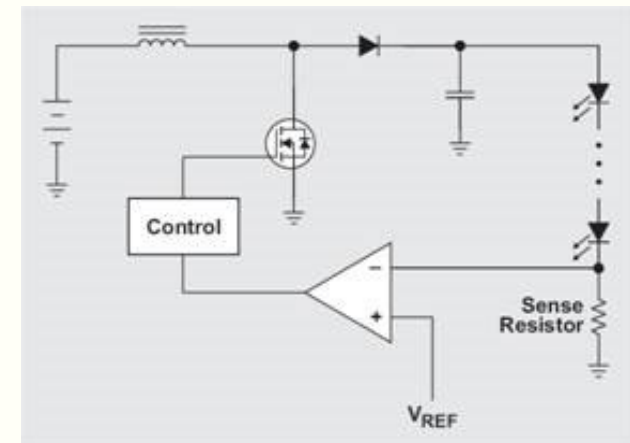 Control
−
+
Sense
Resistor
VREF